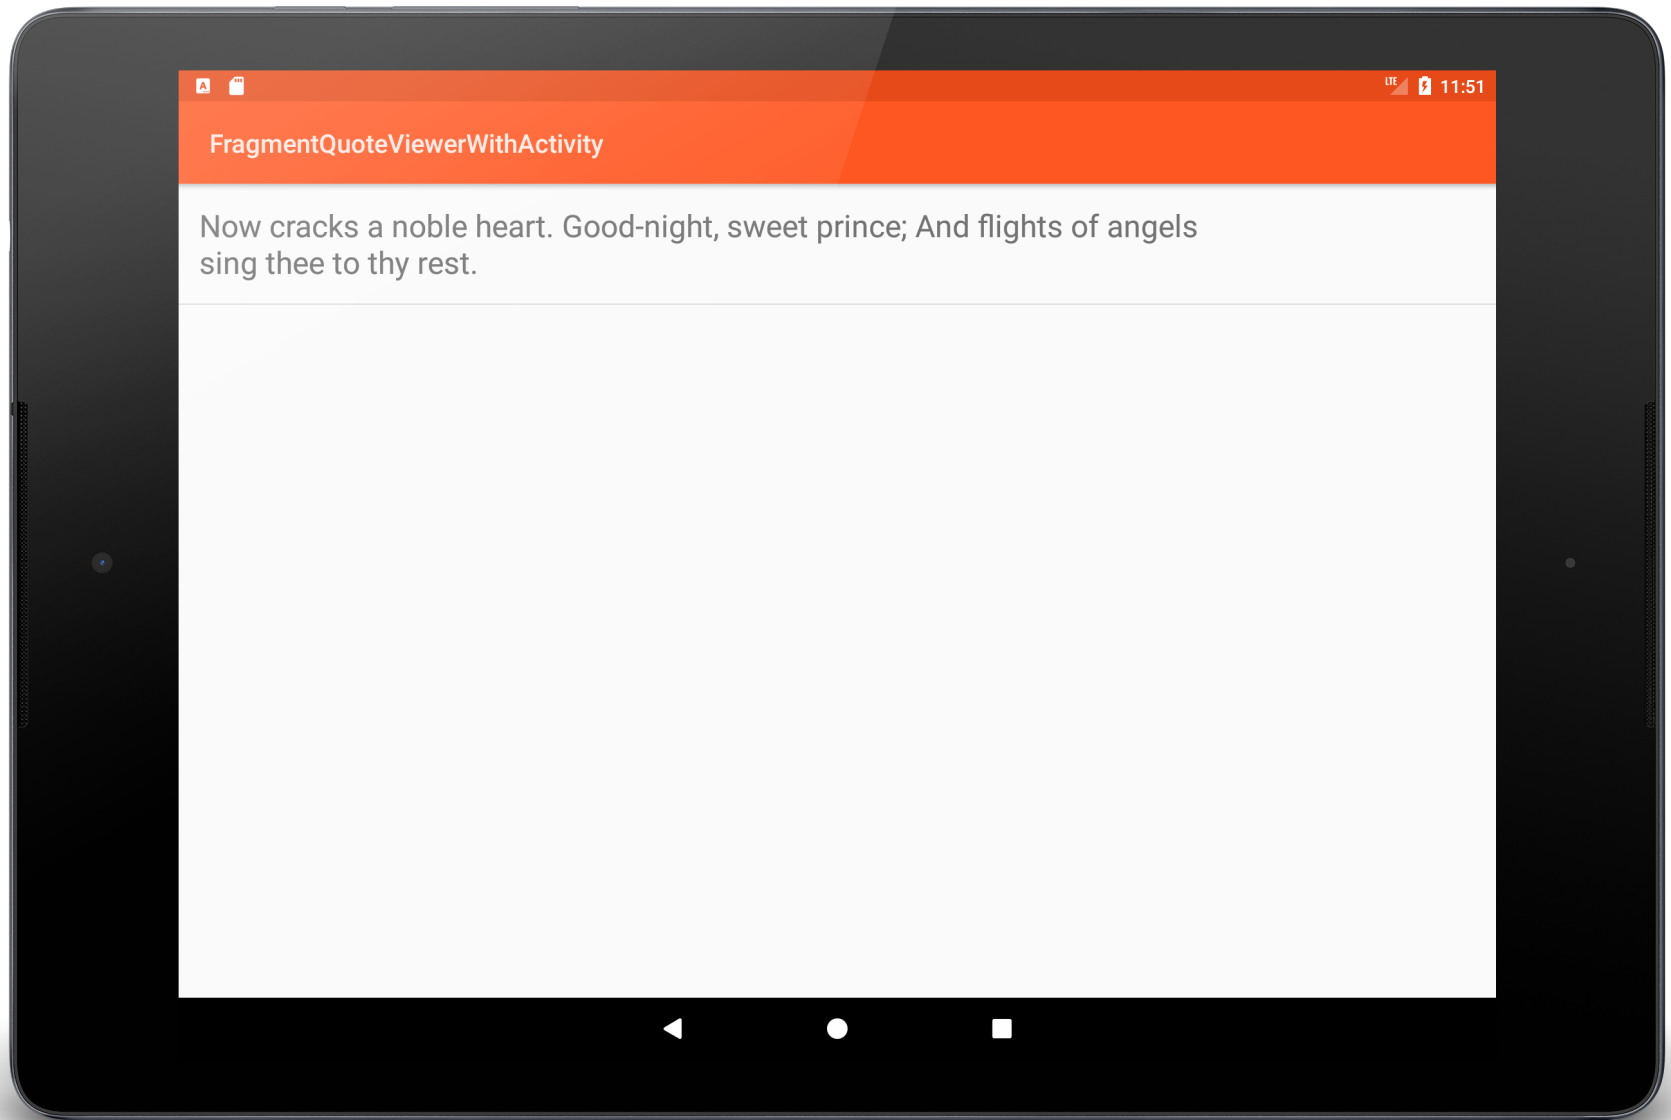 A
LTE
11:51
FragmentQuoteViewerWithActivity
Now cracks a noble heart. Good-night, sweet prince; And flights of angels
sing thee to thy rest.